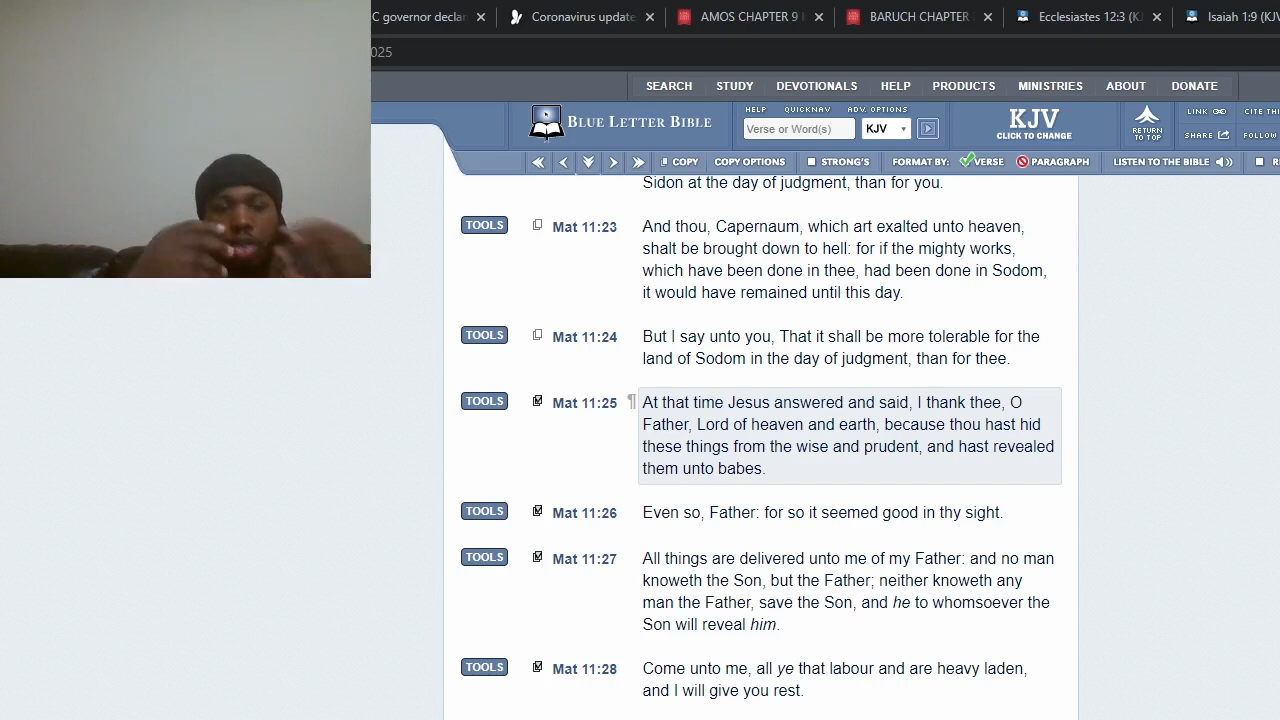 C governor declar
Coronavirus update
AMOS CHAPTER 9
BARUCH CHAPTER
Ecclesiastes 12:3 (KJ
Isaiah 1:9 (KJV
025
SEARCH STUDY DEVOTIONALS HELP PRODUCTS MINISTRIES ABOUT DONATE
HELP QUICKNAV ADV. OPTIONS
BLUE LETTER BIBLE
Verse or Word(s) KJV
KJV
CLICK TO CHANGE
RETURN
TO TOP
LINK CITE THI
SHARE FOLLOW
COPY COPY OPTIONS STRONG'S FORMAT BY: VERSE PARAGRAPH LISTEN TO THE BIBLE R
Sidon at the day of judgment, than for you.
TOOLS Mat 11:23 And thou, Capernaum, which art exalted unto heaven,
shalt be brought down to hell: for if the mighty works,
which have been done in thee, had been done in Sodom,
it would have remained until this day.
TOOLS Mat 11:24 But I say unto you, That it shall be more tolerable for the
land of Sodom in the day of judgment, than for thee.
TOOLS Mat 11:25 ¶ At that time Jesus answered and said, I thank thee, O
Father, Lord of heaven and earth, because thou hast hid
these things from the wise and prudent, and hast revealed
them unto babes.
TOOLS Mat 11:26 Even so, Father: for so it seemed good in thy sight.
TOOLS Mat 11:27 All things are delivered unto me of my Father: and no man
knoweth the Son, but the Father; neither knoweth any
man the Father, save the Son, and he to whomsoever the
Son will reveal him.
TOOLS Mat 11:28 Come unto me, all ye that labour and are heavy laden,
and I will give you rest.